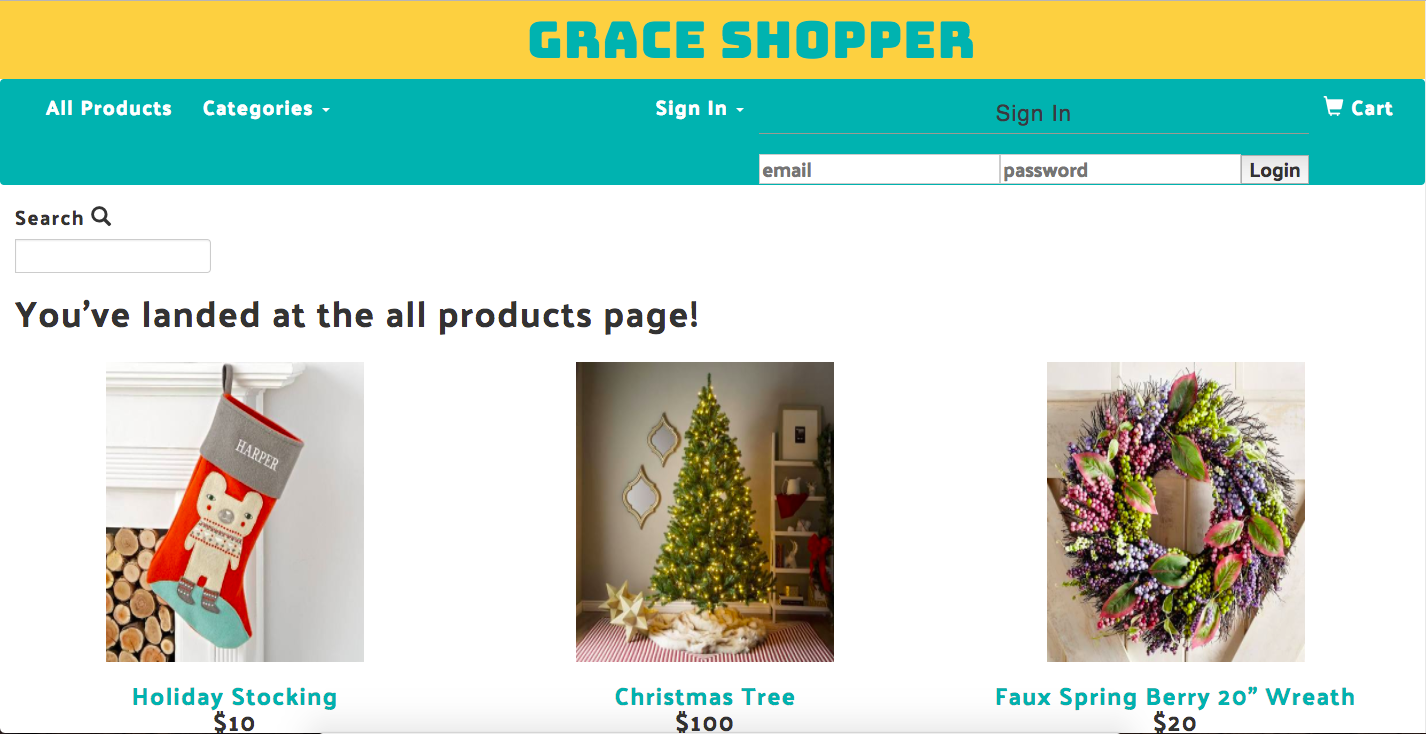 GRACE SHOPPER
All Products Categories Sign In Sign In Cart
email password Login
Search
You’ve landed at the all products page!
HARPER
Holiday Stocking Christmas Tree Faux Spring Berry 20” Wreath
$10 $100 $20